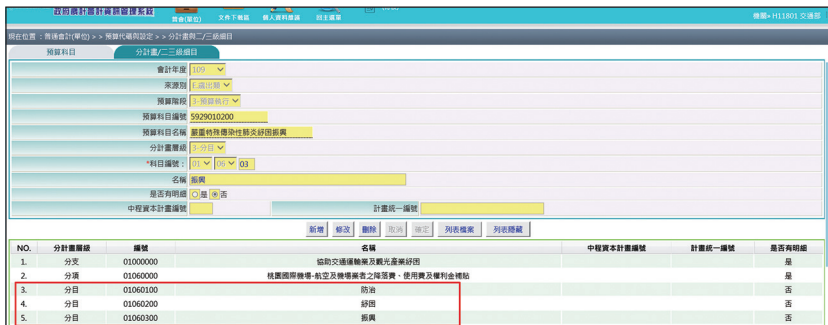 政府歲計會計資訊管理系統
普會(單位) 文件下載區 個人資料維護 回主選單
機關▸H11801 交通部
現在位置 : 普通會計(單位) > > 預算代碼與設定 > > 分計畫與二/三級細目
預算科目 分計畫/二三級細目
會計年度 109
來源別 E.歲出類
預算階段 3-預算執行
預算科目編號 5929010200
預算科目名稱 嚴重特殊傳染性肺炎紓困振興
分計畫層級 3-分目
*科目編號： 01 06 03
名稱 振興
是否有明細 是 否
中程資本計畫編號 計畫統一編號
新增 修改 刪除 取消 確定 列表檔案 列表隱藏
NO. 分計畫層級 編號 名稱 中程資本計畫編號 計畫統一編號 是否有明細
1. 分支 01000000 協助交通運輸業及觀光產業紓困 是
2. 分項 01060000 桃園國際機場-航空及機場業者之降落費、使用費及權利金補貼 是
3. 分目 01060100 防治 否
4. 分目 01060200 紓困 否
5. 分目 01060300 振興 否